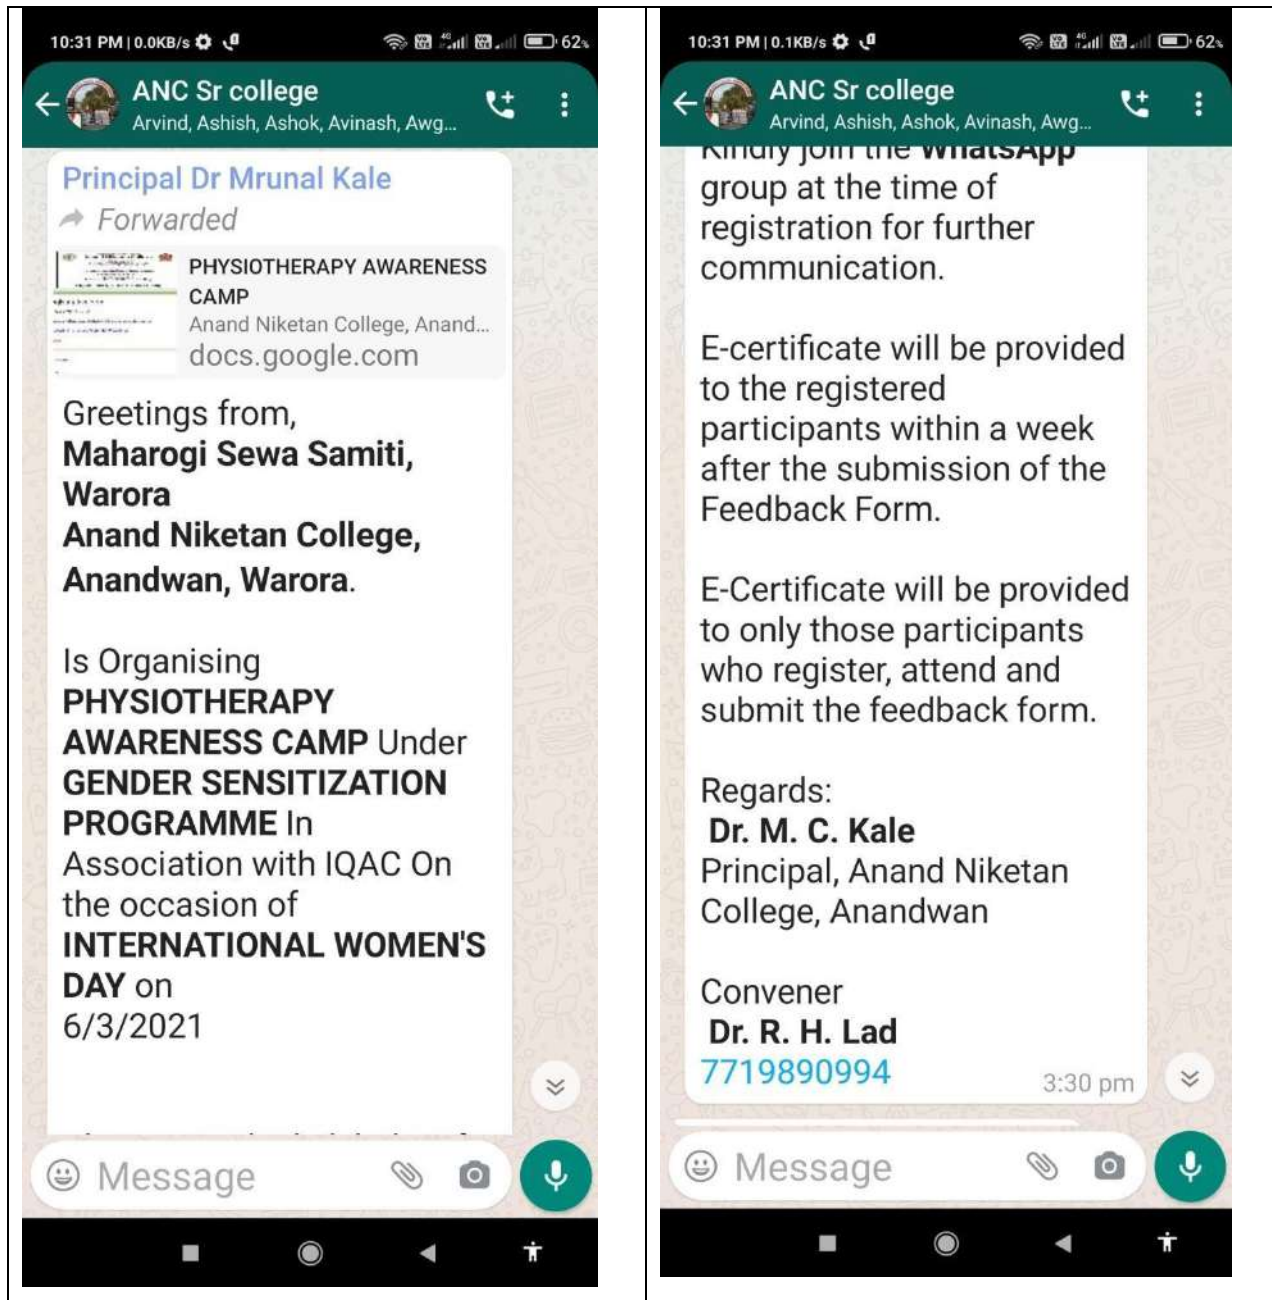 10:31 PM | 0.0KB/s
62%
ANC Sr college
Arvind, Ashish, Ashok, Avinash, Awg...
Principal Dr Mrunal Kale
Forwarded
PHYSIOTHERAPY AWARENESS
CAMP
Anand Niketan College, Anand...
docs.google.com
Greetings from,
Maharogi Sewa Samiti,
Warora
Anand Niketan College,
Anandwan, Warora.
Is Organising
PHYSIOTHERAPY
AWARENESS CAMP Under
GENDER SENSITIZATION
PROGRAMME In
Association with IQAC On
the occasion of
INTERNATIONAL WOMEN'S
DAY on
6/3/2021
Message
10:31 PM | 0.1KB/s
62%
ANC Sr college
Arvind, Ashish, Ashok, Avinash, Awg...
Kindly join the WhatsApp
group at the time of
registration for further
communication.
E-certificate will be provided
to the registered
participants within a week
after the submission of the
Feedback Form.
E-Certificate will be provided
to only those participants
who register, attend and
submit the feedback form.
Regards:
Dr. M. C. Kale
Principal, Anand Niketan
College, Anandwan
Convener
Dr. R. H. Lad
7719890994
3:30 pm
Message